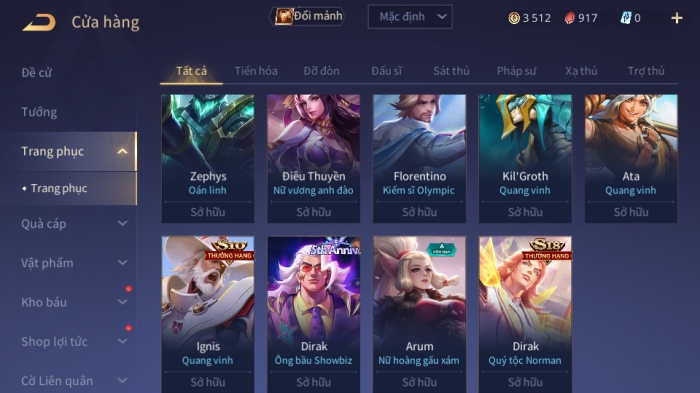 Cửa hàng
Đổi mảnh
Mặc định
3 512
917
0
Đề cử
Tướng
Trang phục
Trang phục
Quà cáp
Vật phẩm
Kho báu
Shop lợi tức
Cờ Liên quân
Tất cả
Tiến hóa
Đỡ đòn
Đấu sĩ
Sát thủ
Pháp sư
Xạ thủ
Trợ thủ
Zephys
Oán linh
Sở hữu
Điêu Thuyền
Nữ vương anh đào
Sở hữu
Florentino
Kiếm sĩ Olympic
Sở hữu
Kil'Groth
Quang vinh
Sở hữu
Ata
Quang vinh
Sở hữu
S10
THƯỞNG HẠNG
Ignis
Quang vinh
Sở hữu
5th Anniv
Dirak
Ông bầu Showbiz
Sở hữu
Arum
Nữ hoàng gấu xám
Sở hữu
S18
THƯỞNG HẠNG
Dirak
Quý tộc Norman
Sở hữu